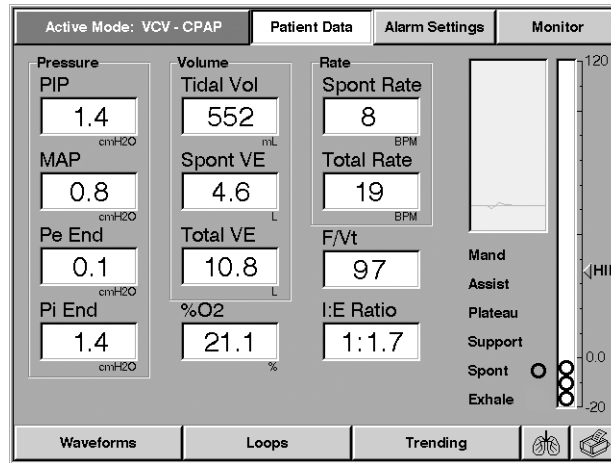 Active Mode: VCV - CPAP
Patient Data
Alarm Settings
Monitor
Pressure
PIP
1.4
cmH2O
MAP
0.8
cmH2O
Pe End
0.1
cmH2O
Pi End
1.4
cmH2O
Volume
Tidal Vol
552
mL
Spont VE
4.6
L
Total VE
10.8
L
%O2
21.1
%
Rate
Spont Rate
8
BPM
Total Rate
19
BPM
F/Vt
97
I:E Ratio
1:1.7
Mand
Assist
Plateau
Support
Spont
Exhale
120
HII
0.0
-20
Waveforms
Loops
Trending